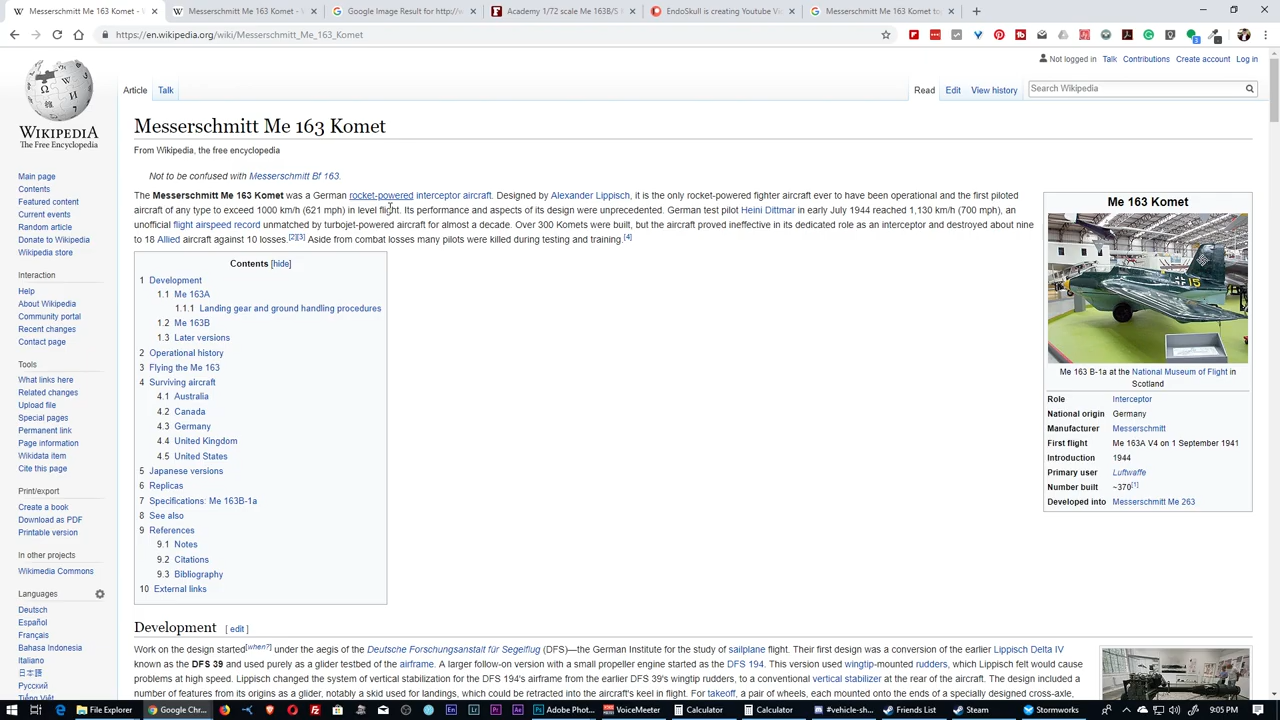 Messerschmitt Me 163 Komet - W
Messerschmitt Me 163 Komet -
Google Image Result for http://w
Academy 1/72 scale Me 163B/S K
EndoSkull is creating Youtube Vi
Messerschmitt Me 163 Komet to
https://en.wikipedia.org/wiki/Messerschmitt_Me_163_Komet
Not logged in Talk Contributions Create account Log in
Article Talk Read Edit View history Search Wikipedia
WIKIPEDIA
The Free Encyclopedia
Main page
Contents
Featured content
Current events
Random article
Donate to Wikipedia
Wikipedia store
Interaction
Help
About Wikipedia
Community portal
Recent changes
Contact page
Tools
What links here
Related changes
Upload file
Special pages
Permanent link
Page information
Wikidata item
Cite this page
Print/export
Create a book
Download as PDF
Printable version
In other projects
Wikimedia Commons
Languages
Deutsch
Español
Français
Bahasa Indonesia
Italiano
日本語
Русский
Tiếng Việt
Messerschmitt Me 163 Komet
From Wikipedia, the free encyclopedia
Not to be confused with Messerschmitt Bf 163.
The Messerschmitt Me 163 Komet was a German rocket-powered interceptor aircraft. Designed by Alexander Lippisch, it is the only rocket-powered fighter aircraft ever to have been operational and the first piloted
aircraft of any type to exceed 1000 km/h (621 mph) in level flight. Its performance and aspects of its design were unprecedented. German test pilot Heini Dittmar in early July 1944 reached 1,130 km/h (700 mph), an
unofficial flight airspeed record unmatched by turbojet-powered aircraft for almost a decade. Over 300 Komets were built, but the aircraft proved ineffective in its dedicated role as an interceptor and destroyed about nine
to 18 Allied aircraft against 10 losses.[2][3] Aside from combat losses many pilots were killed during testing and training.[4]
Contents [hide]
1 Development
1.1 Me 163A
1.1.1 Landing gear and ground handling procedures
1.2 Me 163B
1.3 Later versions
2 Operational history
3 Flying the Me 163
4 Surviving aircraft
4.1 Australia
4.2 Canada
4.3 Germany
4.4 United Kingdom
4.5 United States
5 Japanese versions
6 Replicas
7 Specifications: Me 163B-1a
8 See also
9 References
9.1 Notes
9.2 Citations
9.3 Bibliography
10 External links
Me 163 Komet
15
Me 163 B-1a at the National Museum of Flight in
Scotland
Role Interceptor
National origin Germany
Manufacturer Messerschmitt
First flight Me 163A V4 on 1 September 1941
Introduction 1944
Primary user Luftwaffe
Number built ~370[1]
Developed into Messerschmitt Me 263
Development [ edit ]
Work on the design started[when?] under the aegis of the Deutsche Forschungsanstalt für Segelflug (DFS)—the German Institute for the study of sailplane flight. Their first design was a conversion of the earlier Lippisch Delta IV
known as the DFS 39 and used purely as a glider testbed of the airframe. A larger follow-on version with a small propeller engine started as the DFS 194. This version used wingtip-mounted rudders, which Lippisch felt would cause
problems at high speed. Lippisch changed the system of vertical stabilization for the DFS 194's airframe from the earlier DFS 39's wingtip rudders, to a conventional vertical stabilizer at the rear of the aircraft. The design included a
number of features from its origins as a glider, notably a skid used for landings, which could be retracted into the aircraft's keel in flight. For takeoff, a pair of wheels, each mounted onto the ends of a specially designed cross-axle,
File Explorer
Google Chr...
Adobe Phot...
VoiceMeeter
Calculator
Calculator
#vehicle-sh...
Friends List
Steam
Stormworks
9:05 PM